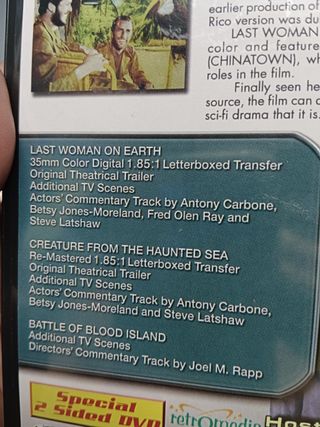 earlier production of
Rico version was du
LAST WOMAN
color and feature
(CHINATOWN), wh
roles in the film.
Finally seen he
source, the film can
sci-fi drama that it is.
LAST WOMAN ON EARTH
35mm Color Digital 1.85:1 Letterboxed Transfer
Original Theatrical Trailer
Additional TV Scenes
Actors' Commentary Track by Antony Carbone,
Betsy Jones-Moreland, Fred Olen Ray and
Steve Latshaw
CREATURE FROM THE HAUNTED SEA
Re-Mastered 1.85:1 Letterboxed Transfer
Original Theatrical Trailer
Additional TV Scenes
Actors' Commentary Track by Antony Carbone,
Betsy Jones-Moreland and Steve Latshaw
BATTLE OF BLOOD ISLAND
Additional TV Scenes
Directors' Commentary Track by Joel M. Rapp
Special
2 Sided DVD
retromedia
Host